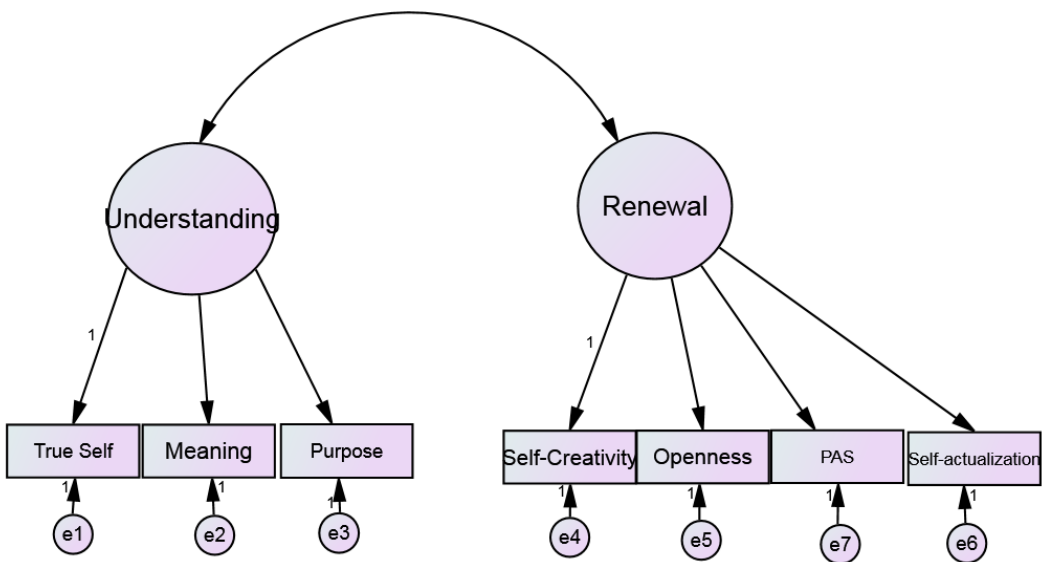 Understanding
Renewal
1
1
True Self
Meaning
Purpose
Self-Creativity
Openness
PAS
Self-actualization
1
1
1
1
1
1
1
e1
e2
e3
e4
e5
e7
e6